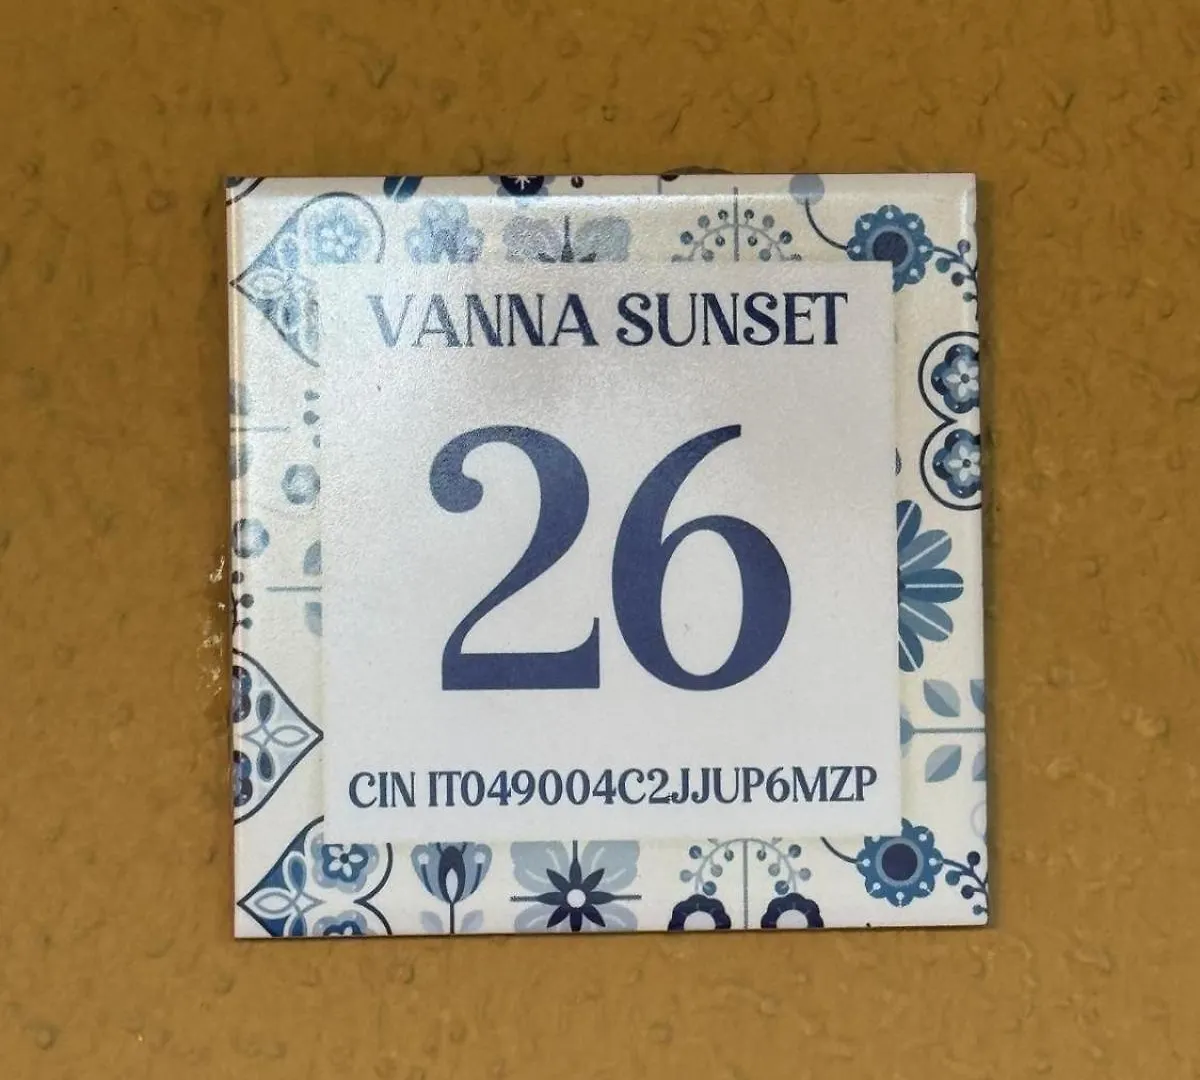 VANNA SUNSET
26
CIN IT049004C2JJUP6MZP